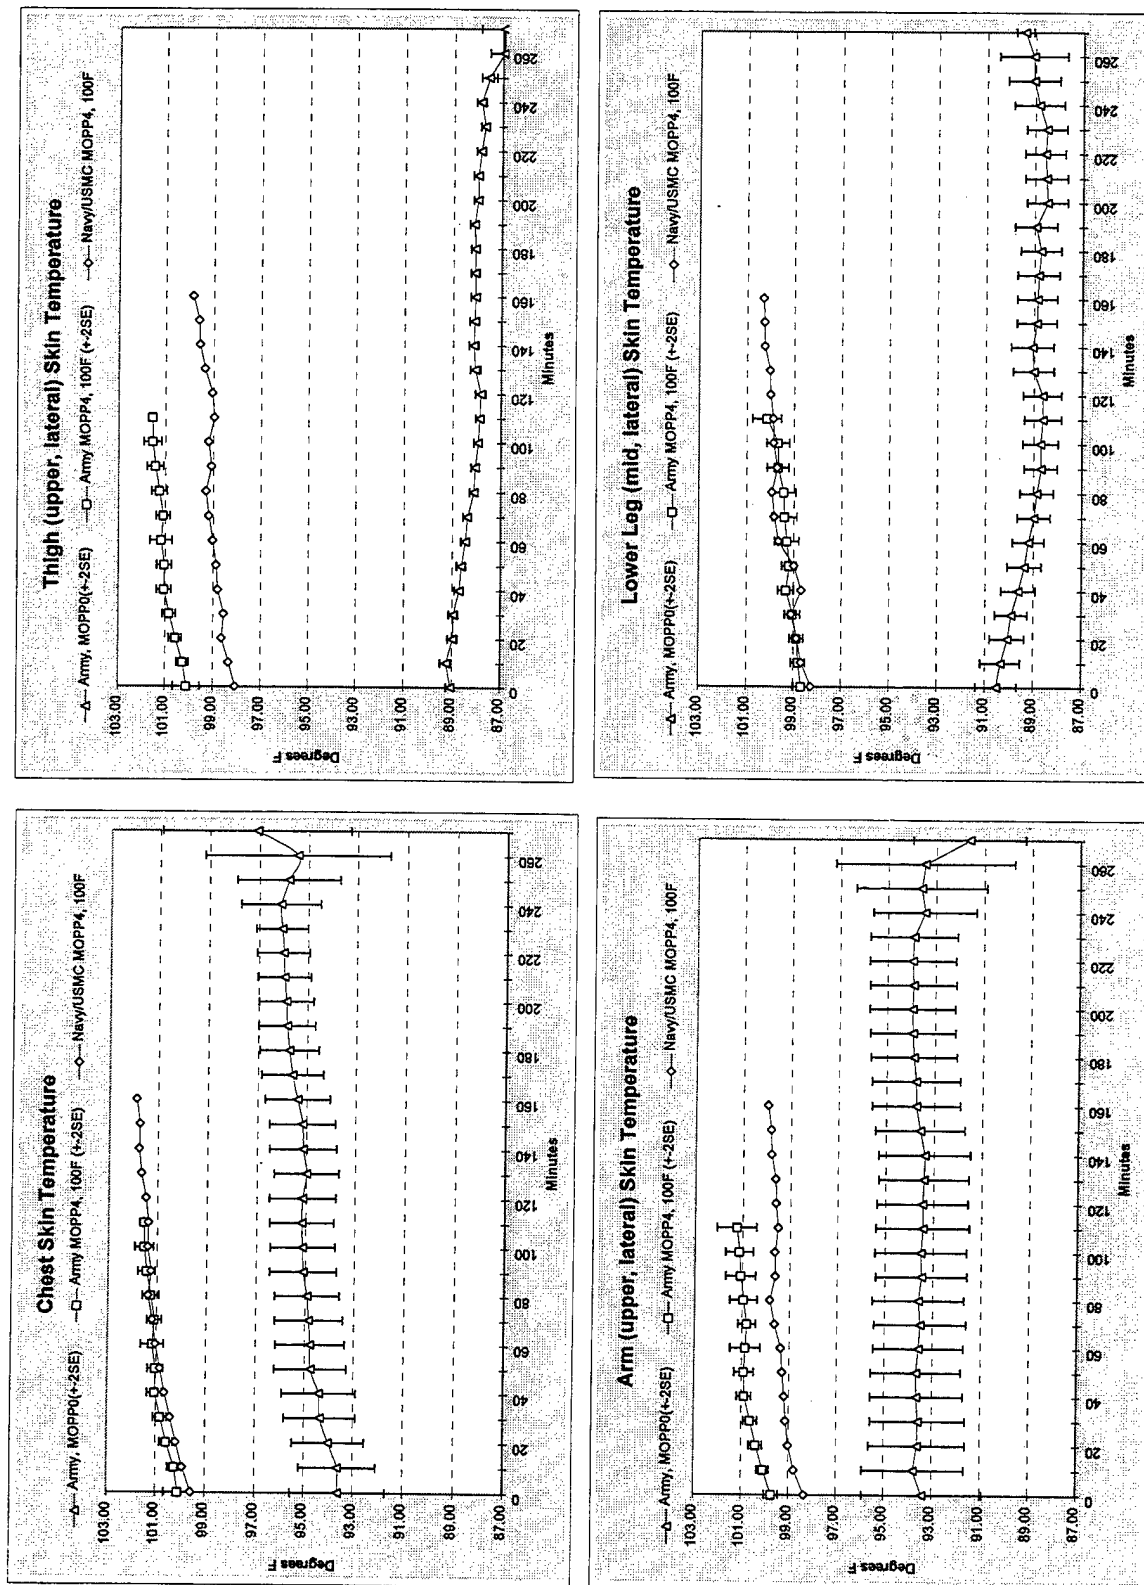 Chest Skin Temperature
Army, MOPP0(+-2SE) Army MOPP4, 100F (+-2SE) Navy/USMC MOPP4, 100F
Degrees F
103.00
101.00
99.00
97.00
95.00
93.00
91.00
89.00
87.00
0 20 40 60 80 100 120 140 160 180 200 220 240 260
Minutes
Thigh (upper, lateral) Skin Temperature
Army, MOPP0(+-2SE) Army MOPP4, 100F (+-2SE) Navy/USMC MOPP4, 100F
Degrees F
103.00
101.00
99.00
97.00
95.00
93.00
91.00
89.00
87.00
0 20 40 60 80 100 120 140 160 180 200 220 240 260
Minutes
Arm (upper, lateral) Skin Temperature
Army, MOPP0(+-2SE) Army MOPP4, 100F (+-2SE) Navy/USMC MOPP4, 100F
Degrees F
103.00
101.00
99.00
97.00
95.00
93.00
91.00
89.00
87.00
0 20 40 60 80 100 120 140 160 180 200 220 240 260
Minutes
Lower Leg (mid, lateral) Skin Temperature
Army, MOPP0(+-2SE) Army MOPP4, 100F (+-2SE) Navy/USMC MOPP4, 100F
Degrees F
103.00
101.00
99.00
97.00
95.00
93.00
91.00
89.00
87.00
0 20 40 60 80 100 120 140 160 180 200 220 240 260
Minutes